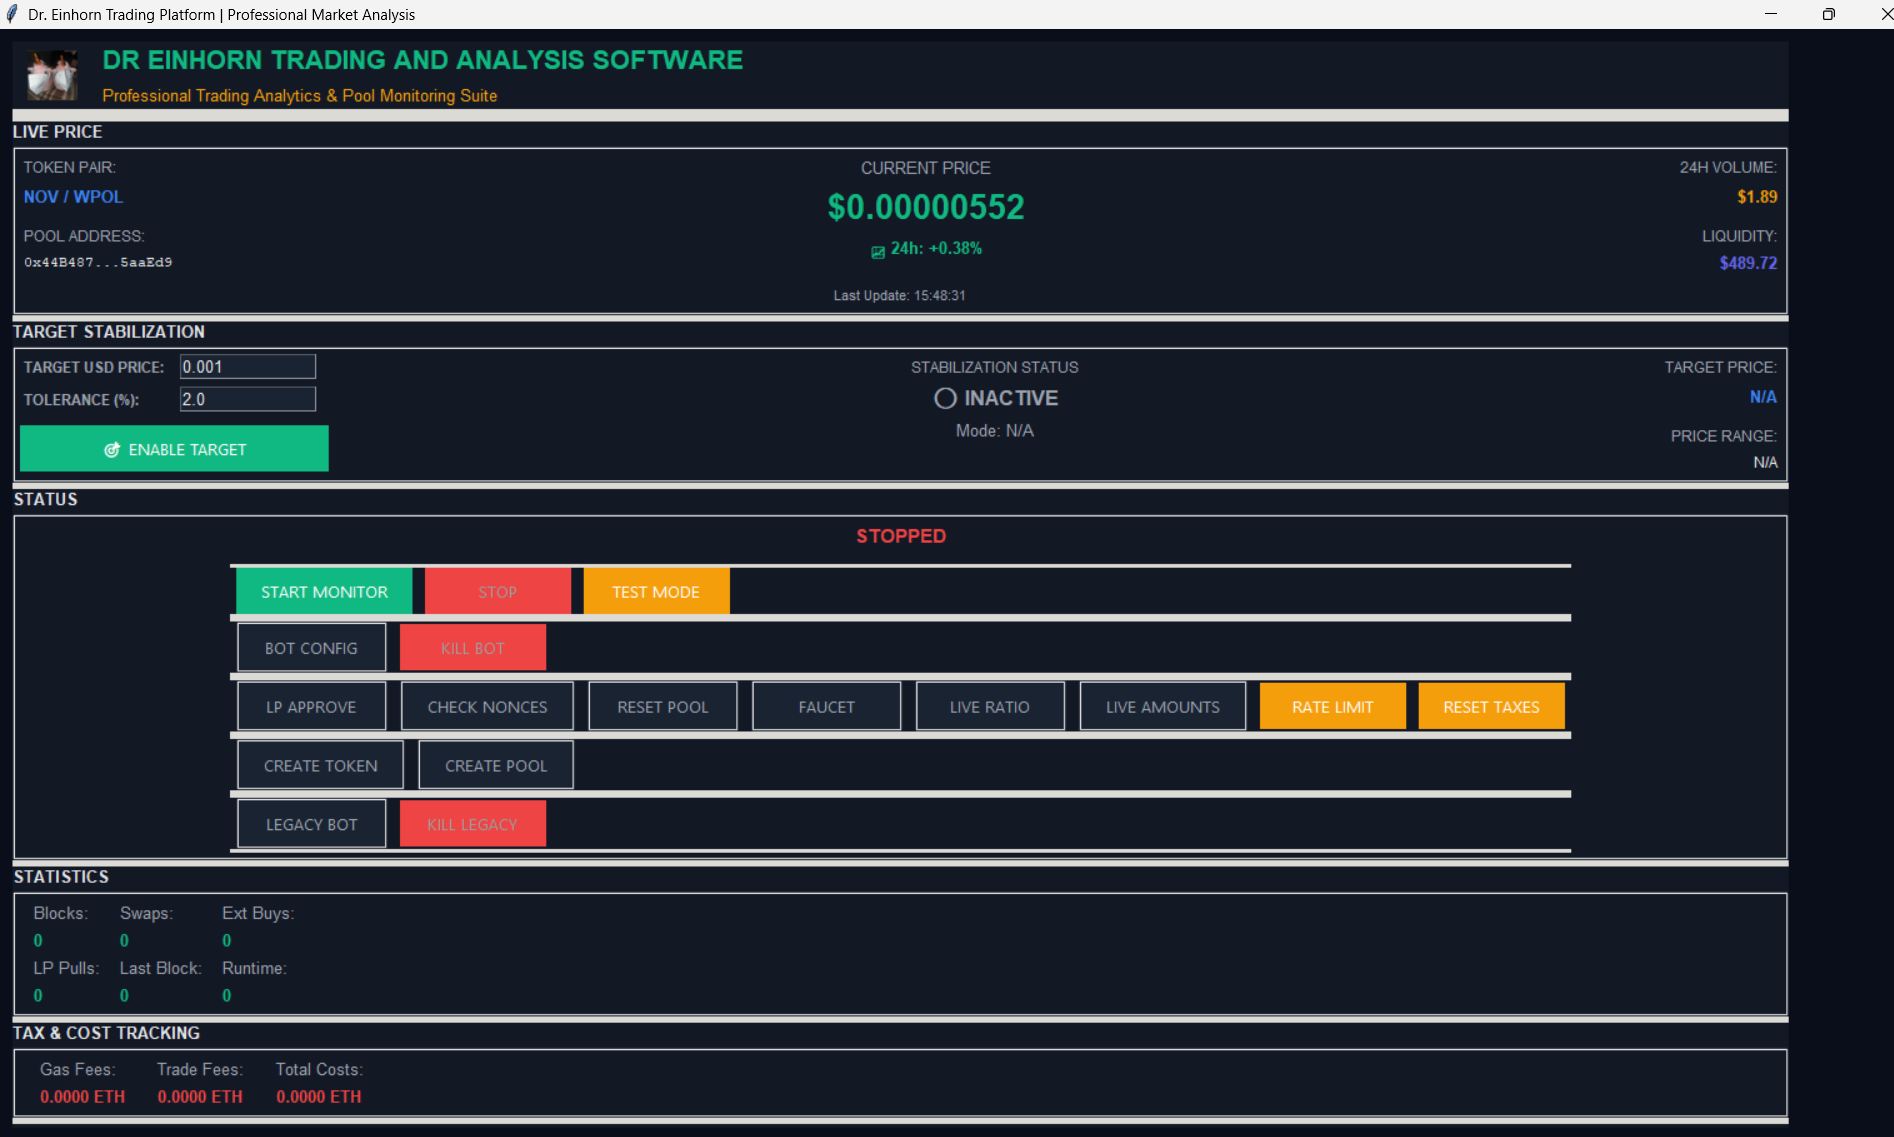 Dr. Einhorn Trading Platform | Professional Market Analysis
DR EINHORN TRADING AND ANALYSIS SOFTWARE
Professional Trading Analytics & Pool Monitoring Suite
LIVE PRICE
TOKEN PAIR:
NOV / WPOL
POOL ADDRESS:
0x44B487...5aaEd9
CURRENT PRICE
$0.00000552
24h: +0.38%
Last Update: 15:48:31
24H VOLUME:
$1.89
LIQUIDITY:
$489.72
TARGET STABILIZATION
TARGET USD PRICE: 0.001
TOLERANCE (%): 2.0
ENABLE TARGET
STABILIZATION STATUS
INACTIVE
Mode: N/A
TARGET PRICE:
N/A
PRICE RANGE:
N/A
STATUS
STOPPED
START MONITOR STOP TEST MODE
BOT CONFIG KILL BOT
LP APPROVE CHECK NONCES RESET POOL FAUCET LIVE RATIO LIVE AMOUNTS RATE LIMIT RESET TAXES
CREATE TOKEN CREATE POOL
LEGACY BOT KILL LEGACY
STATISTICS
Blocks: Swaps: Ext Buys:
0 0 0
LP Pulls: Last Block: Runtime:
0 0 0
TAX & COST TRACKING
Gas Fees: Trade Fees: Total Costs:
0.0000 ETH 0.0000 ETH 0.0000 ETH